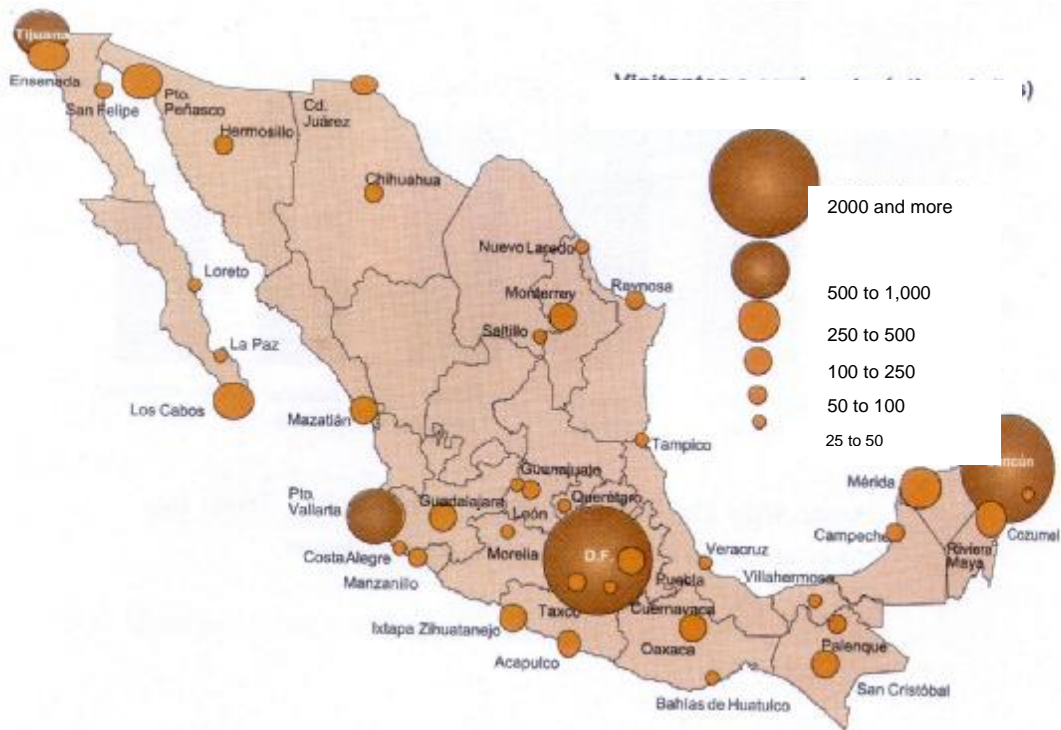 Tijuana
Ensenada
San Felipe
Pto.
Peñasco
Hermosillo
Cd.
Juárez
Chihuahua
Nuevo Laredo
Reynosa
Monterrey
Saltillo
Loreto
La Paz
Los Cabos
Mazatlán
Tampico
2000 and more
500 to 1,000
250 to 500
100 to 250
50 to 100
25 to 50
Pto.
Vallarta
Guadalajara
Guanajuato
León
Querétaro
Costa Alegre
Manzanillo
Morelia
D.F.
Puebla
Veracruz
Villahermosa
Mérida
Campeche
Riviera
Maya
Cozumel
Taxco
Cuernavaca
Ixtapa Zihuatanejo
Acapulco
Oaxaca
Bahías de Huatulco
Palenque
San Cristóbal